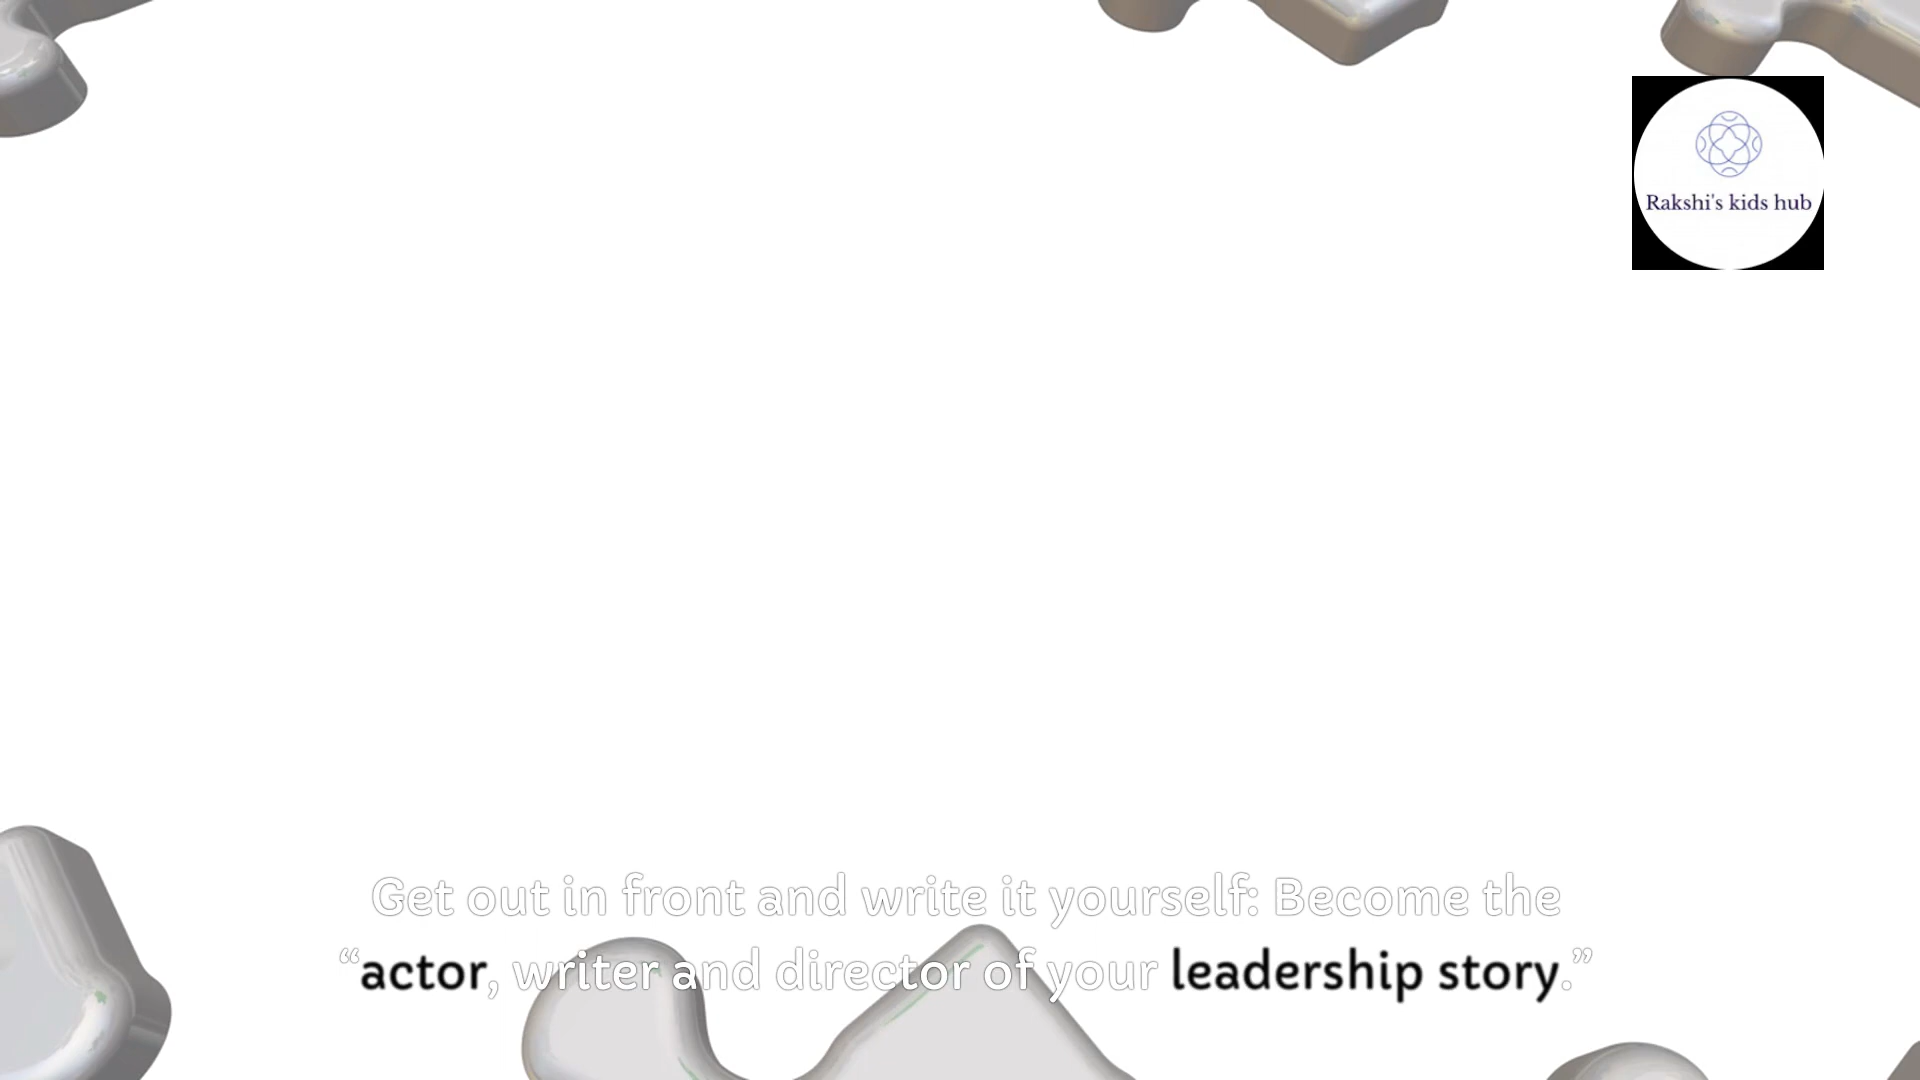 Rakshi's kids hub
Get out in front and write it yourself: Become the
“actor, writer and director of your leadership story.”